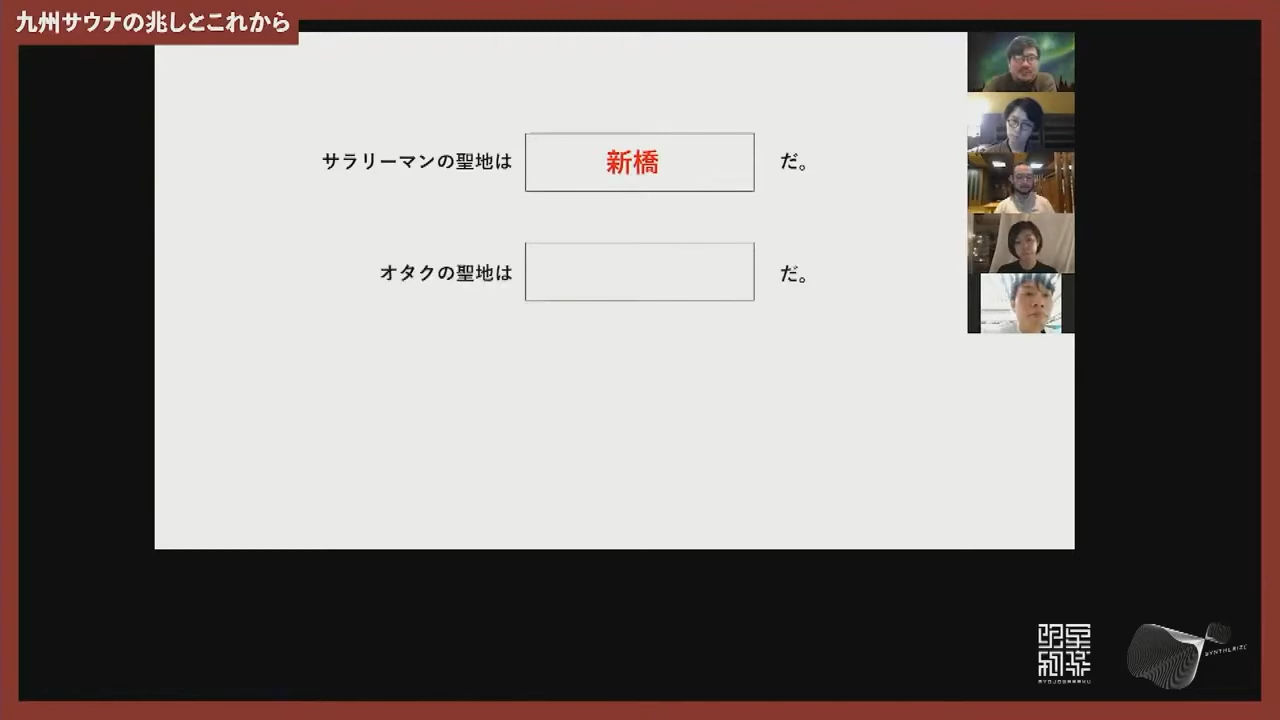 九州サウナの兆しとこれから
サラリーマンの聖地は 新橋 だ。
オタクの聖地は だ。
SYNTHESIZE